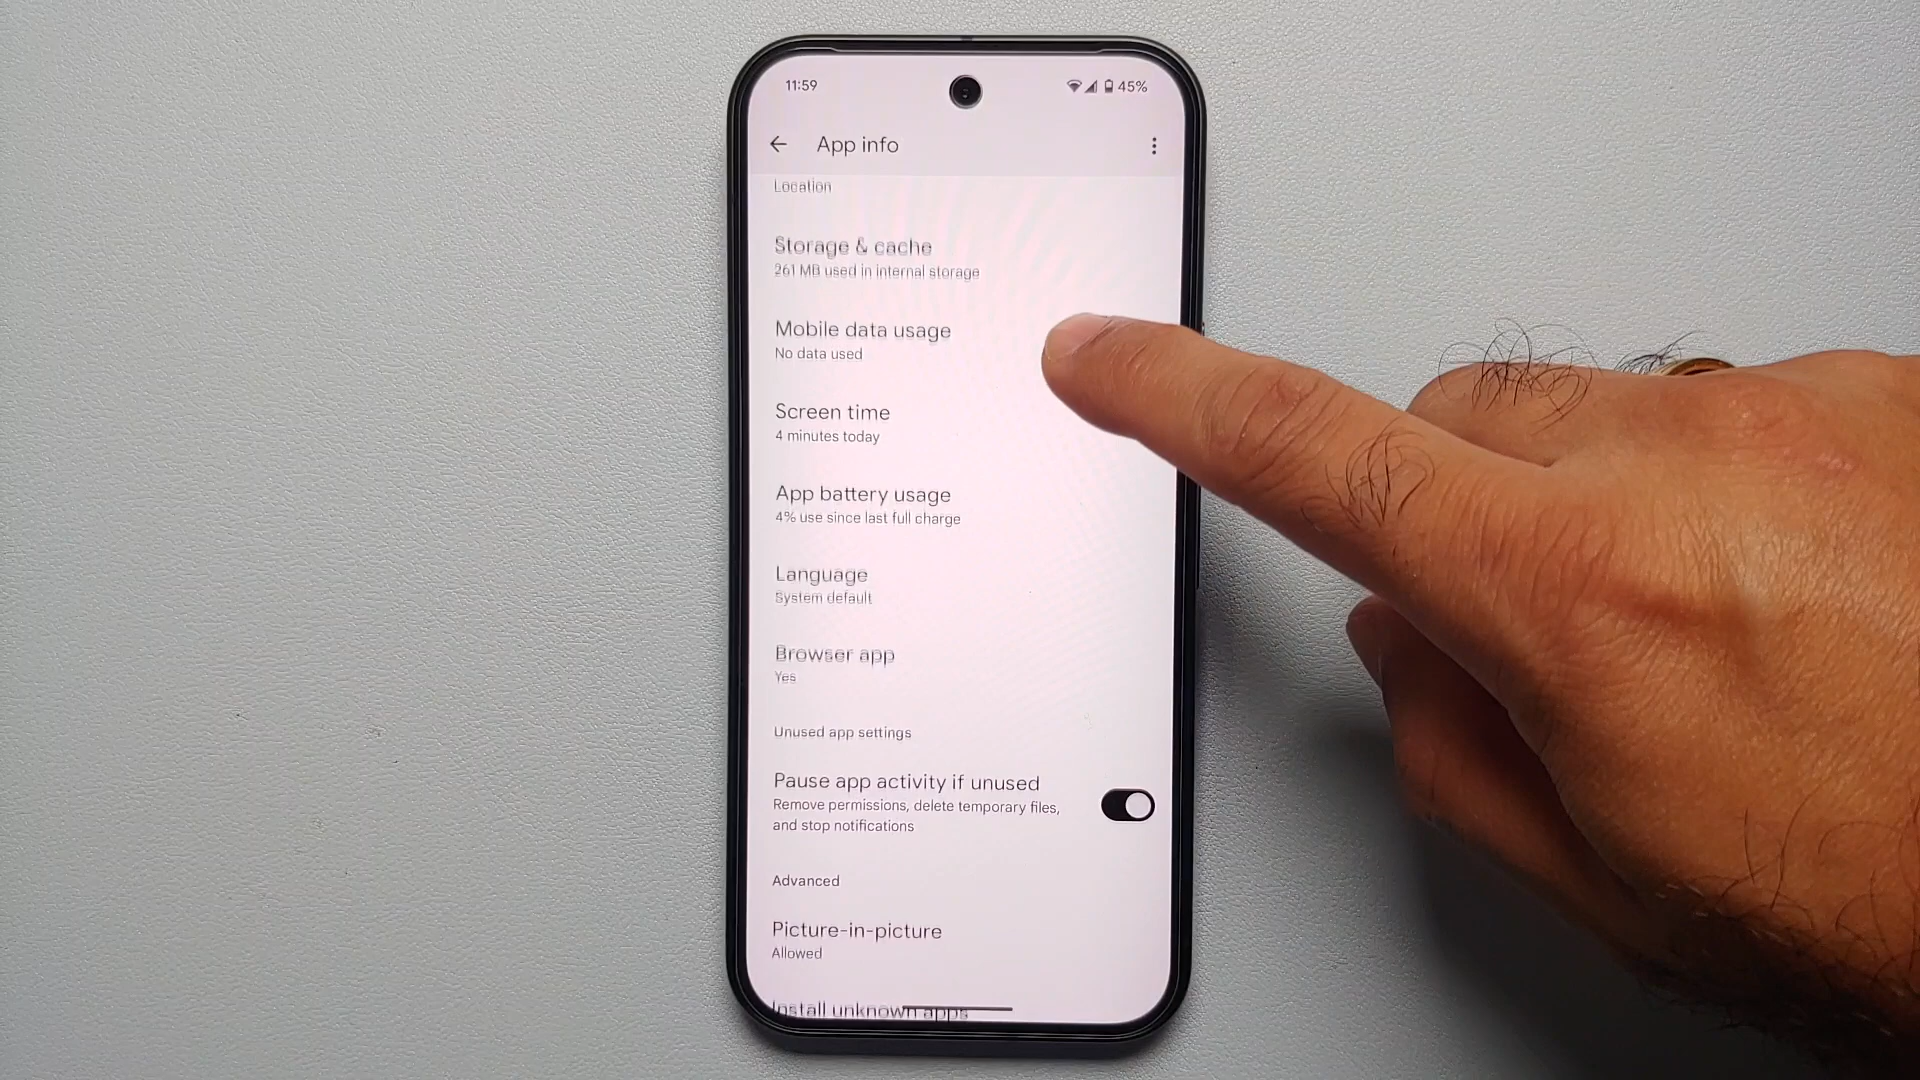 11:59
45%
App info
Location
Storage & cache
261 MB used in internal storage
Mobile data usage
No data used
Screen time
4 minutes today
App battery usage
4% use since last full charge
Language
System default
Browser app
Yes
Unused app settings
Pause app activity if unused
Remove permissions, delete temporary files,
and stop notifications
Advanced
Picture-in-picture
Allowed
Install unknown apps